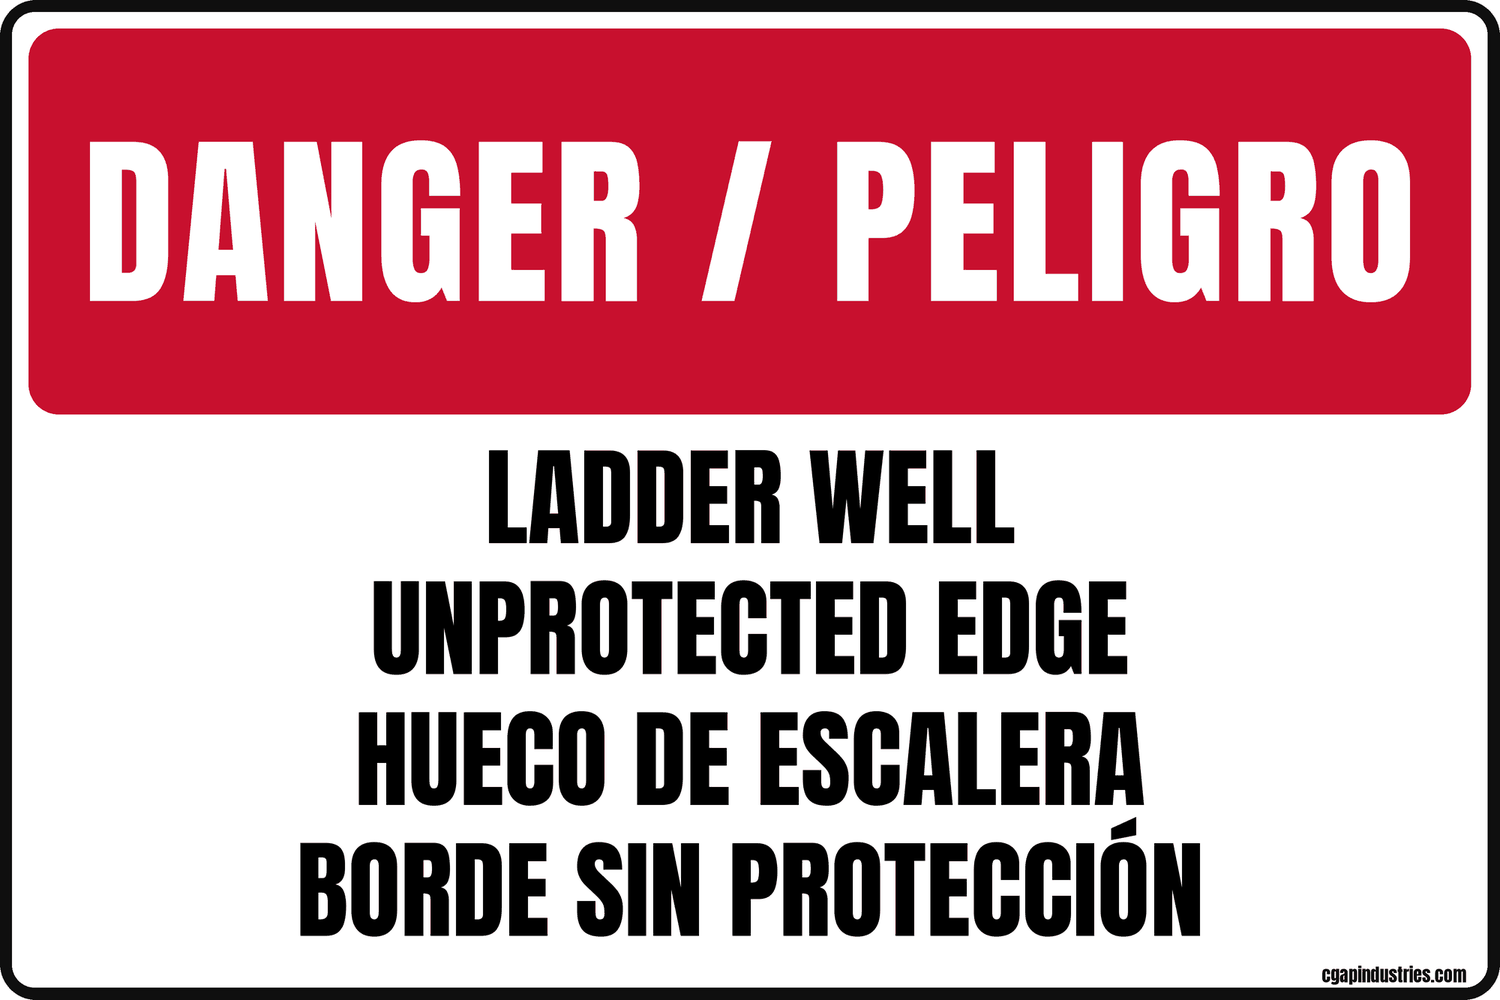 DANGER / PELIGRO
LADDER WELL
UNPROTECTED EDGE
HUECO DE ESCALERA
BORDE SIN PROTECCIÓN
cgapindustries.com